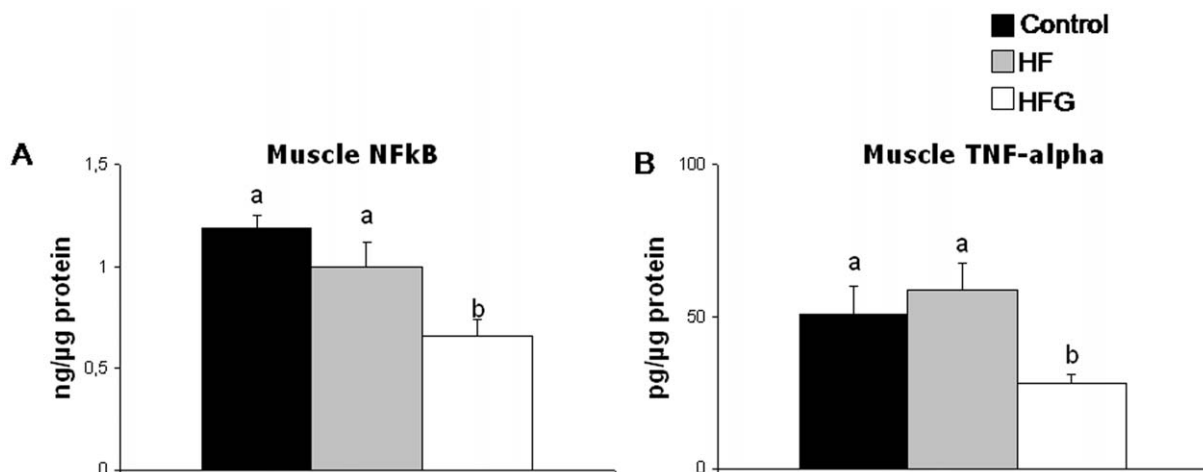 Control
HF
HFG
A
Muscle NFkB
1,5
1
0,5
0
ng/µg protein
a
a
b
B
Muscle TNF-alpha
100
50
0
pg/µg protein
a
a
b